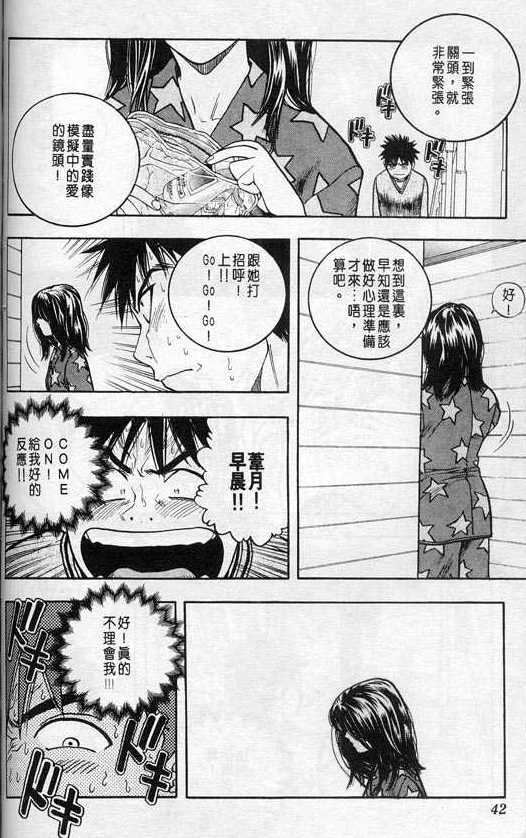 一到緊張
關頭，就
非常緊張。
ドキ
ドキ
盡量實踐像
模擬中的愛
的鏡頭！
好！
想到這裏，
早知還是應該
做好心理準備
才來…唔，
算吧。
跟她打
招呼！
上!!
Go！Go！Go！
葦月！
早晨!!
COME
ON！
給我好的
反應!!
好！真的
不理會我!!!
ドキ
ドキ
ドキ
ドキ
42